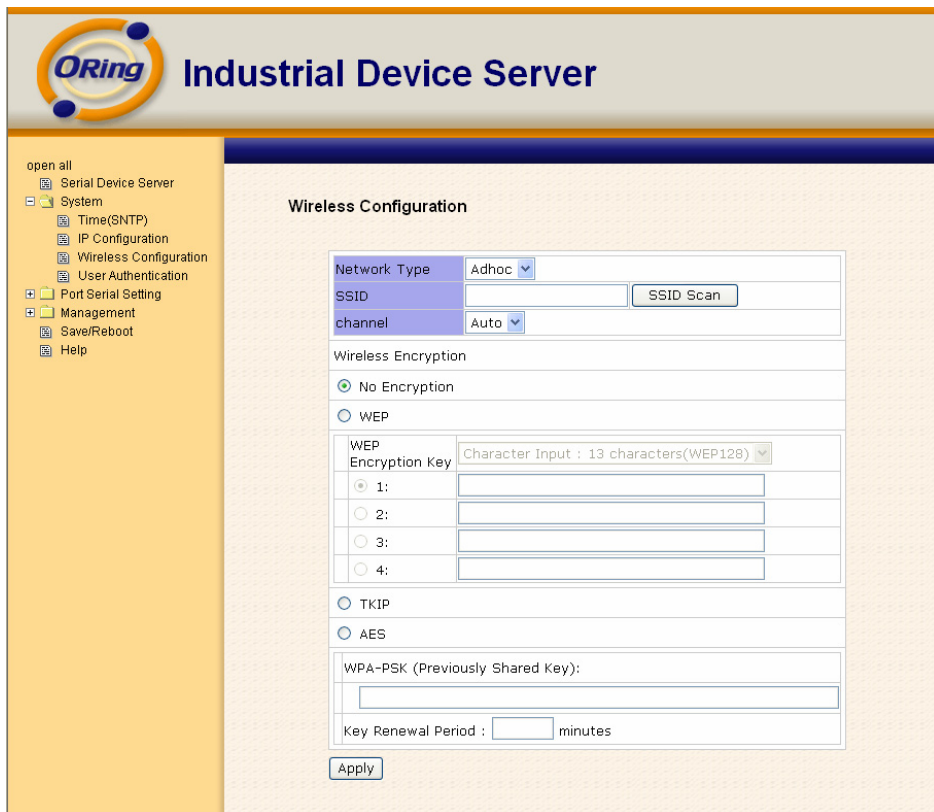 ORing
Industrial Device Server
open all
Serial Device Server
System
Time(SNTP)
IP Configuration
Wireless Configuration
User Authentication
Port Serial Setting
Management
Save/Reboot
Help
Wireless Configuration
Network Type Adhoc
SSID SSID Scan
channel Auto
Wireless Encryption
No Encryption
WEP
WEP
Encryption Key Character Input : 13 characters(WEP128)
1:
2:
3:
4:
TKIP
AES
WPA-PSK (Previously Shared Key):
Key Renewal Period : minutes
Apply